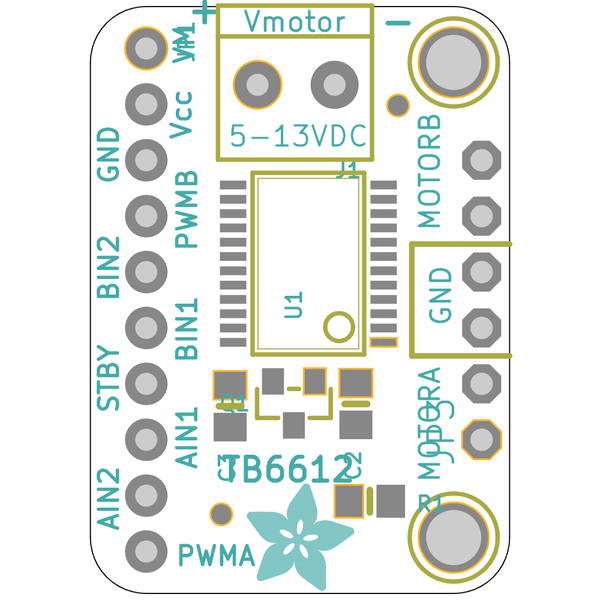 +
Vmotor
-
VM
Vcc
5-13VDC
GND
J1
MOTORB
PWMB
BIN2
GND
U1
BIN1
STBY
MOTORA
JP3
Q1
AIN1
TB6612
C2
AIN2
R1
PWMA